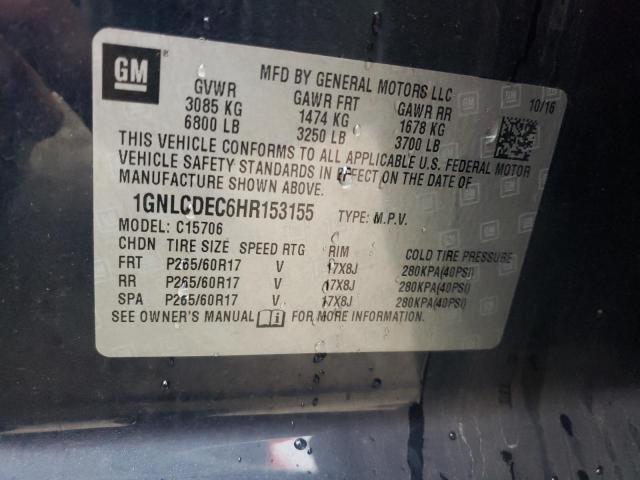 GM
MFD BY GENERAL MOTORS LLC
GVWR GAWR FRT GAWR RR 10/16
3085 KG 1474 KG 1678 KG
6800 LB 3250 LB 3700 LB
THIS VEHICLE CONFORMS TO ALL APPLICABLE U.S. FEDERAL MOTOR
VEHICLE SAFETY STANDARDS IN EFFECT ON THE DATE OF
MANUFACTURE SHOWN ABOVE.
1GNLCDEC6HR153155 TYPE: M.P.V.
MODEL: C15706
CHDN TIRE SIZE SPEED RTG RIM COLD TIRE PRESSURE
FRT P265/60R17 V 17X8J 280KPA(40PSI)
RR P265/60R17 V 17X8J 280KPA(40PSI)
SPA P265/60R17 V 17X8J 280KPA(40PSI)
SEE OWNER'S MANUAL FOR MORE INFORMATION.